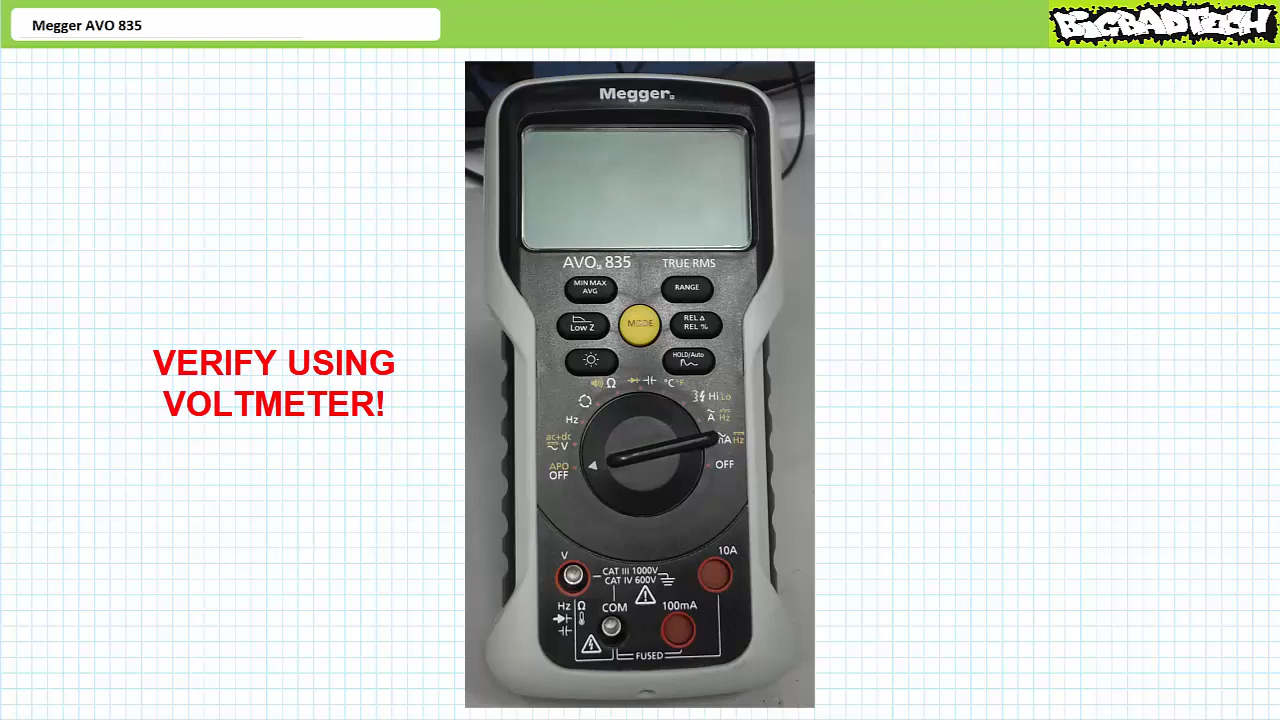 Megger AVO 835
BIGBADTECH
Megger
AVO 835 TRUE RMS
MIN MAX
AVG
RANGE
Low Z
MODE
REL Δ
REL %
HOLD/Auto
Ω
°C °F
Hz
Hi Lo
A Hz
ac+dc
V
mA Hz
APO
OFF
OFF
VERIFY USING
VOLTMETER!
V
10A
CAT III 1000V
CAT IV 600V
Hz Ω
COM
100mA
FUSED